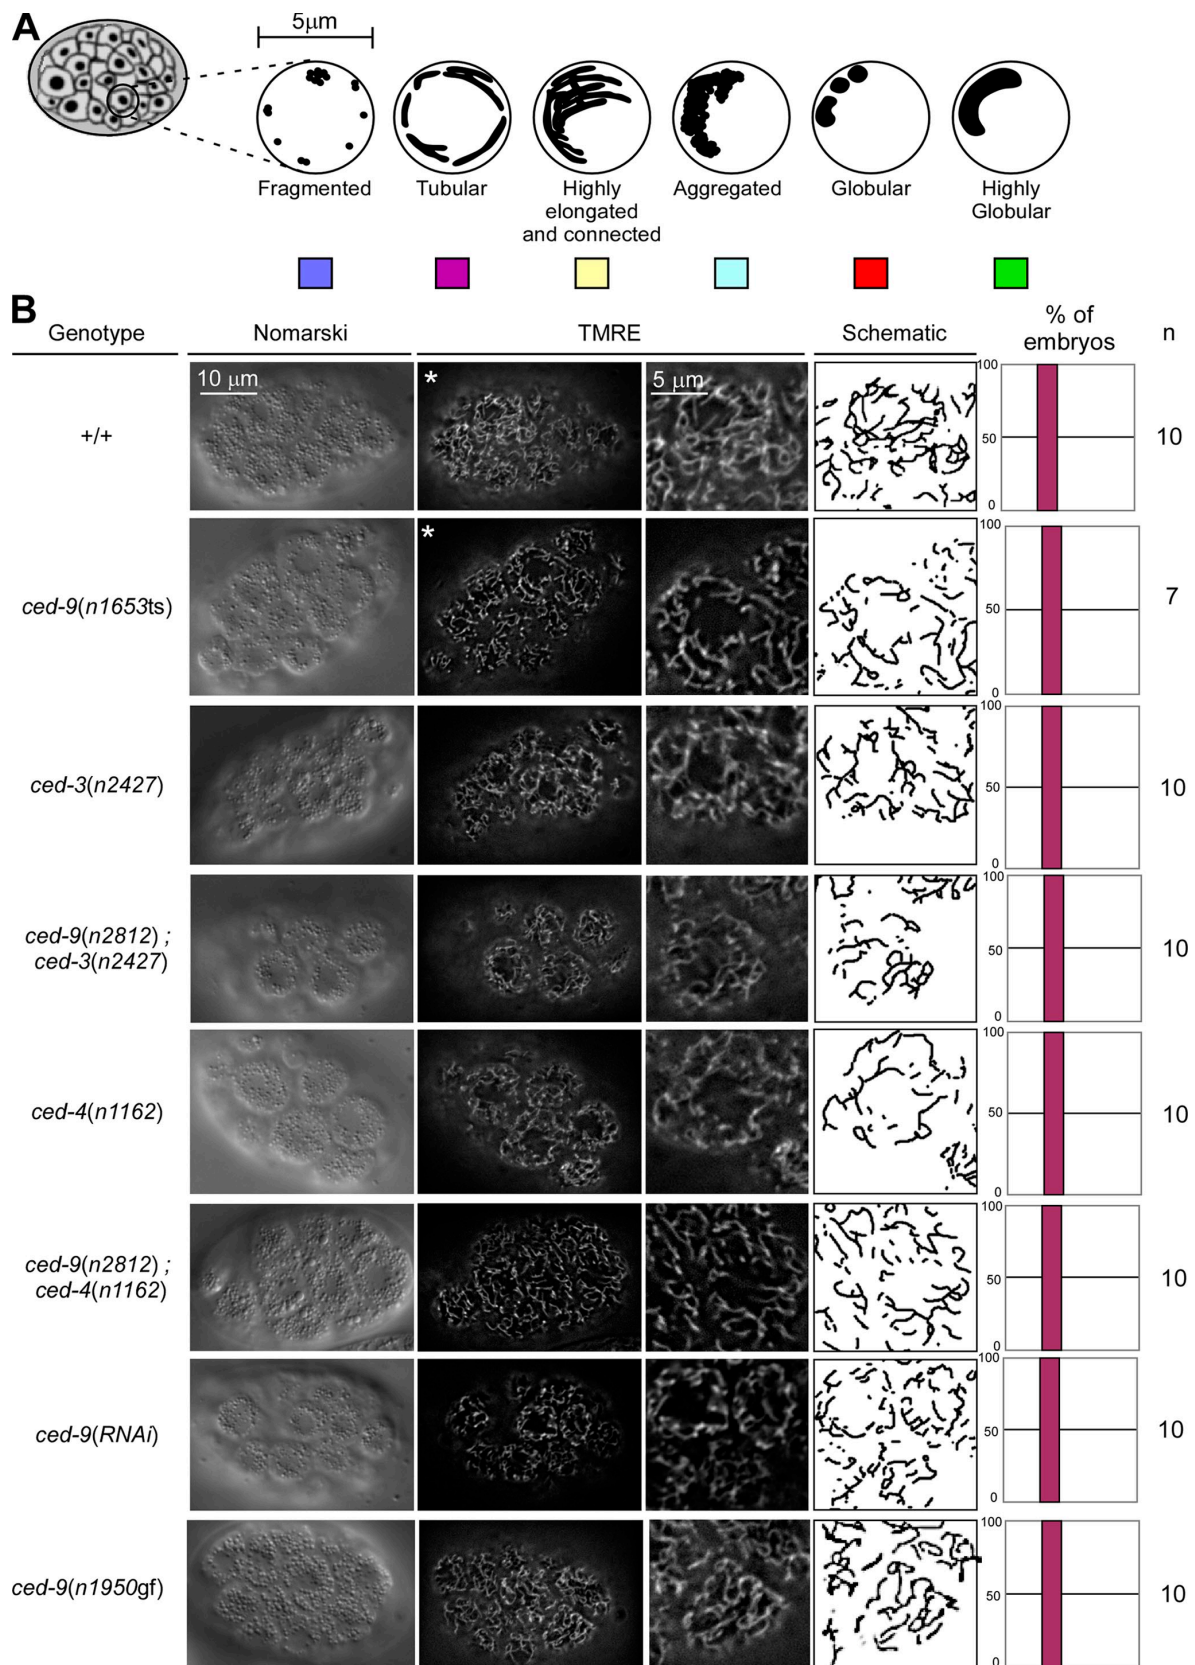 A
5μm
Fragmented
Tubular
Highly
elongated
and connected
Aggregated
Globular
Highly
Globular
B
Genotype
Nomarski
TMRE
Schematic
% of
embryos
n
+/+
10 μm
*
5 μm
100
50
0
10
ced-9(n1653ts)
*
100
50
0
7
ced-3(n2427)
100
50
0
10
ced-9(n2812) ;
ced-3(n2427)
100
50
0
10
ced-4(n1162)
100
50
0
10
ced-9(n2812) ;
ced-4(n1162)
100
50
0
10
ced-9(RNAi)
100
50
0
10
ced-9(n1950gf)
100
50
0
10